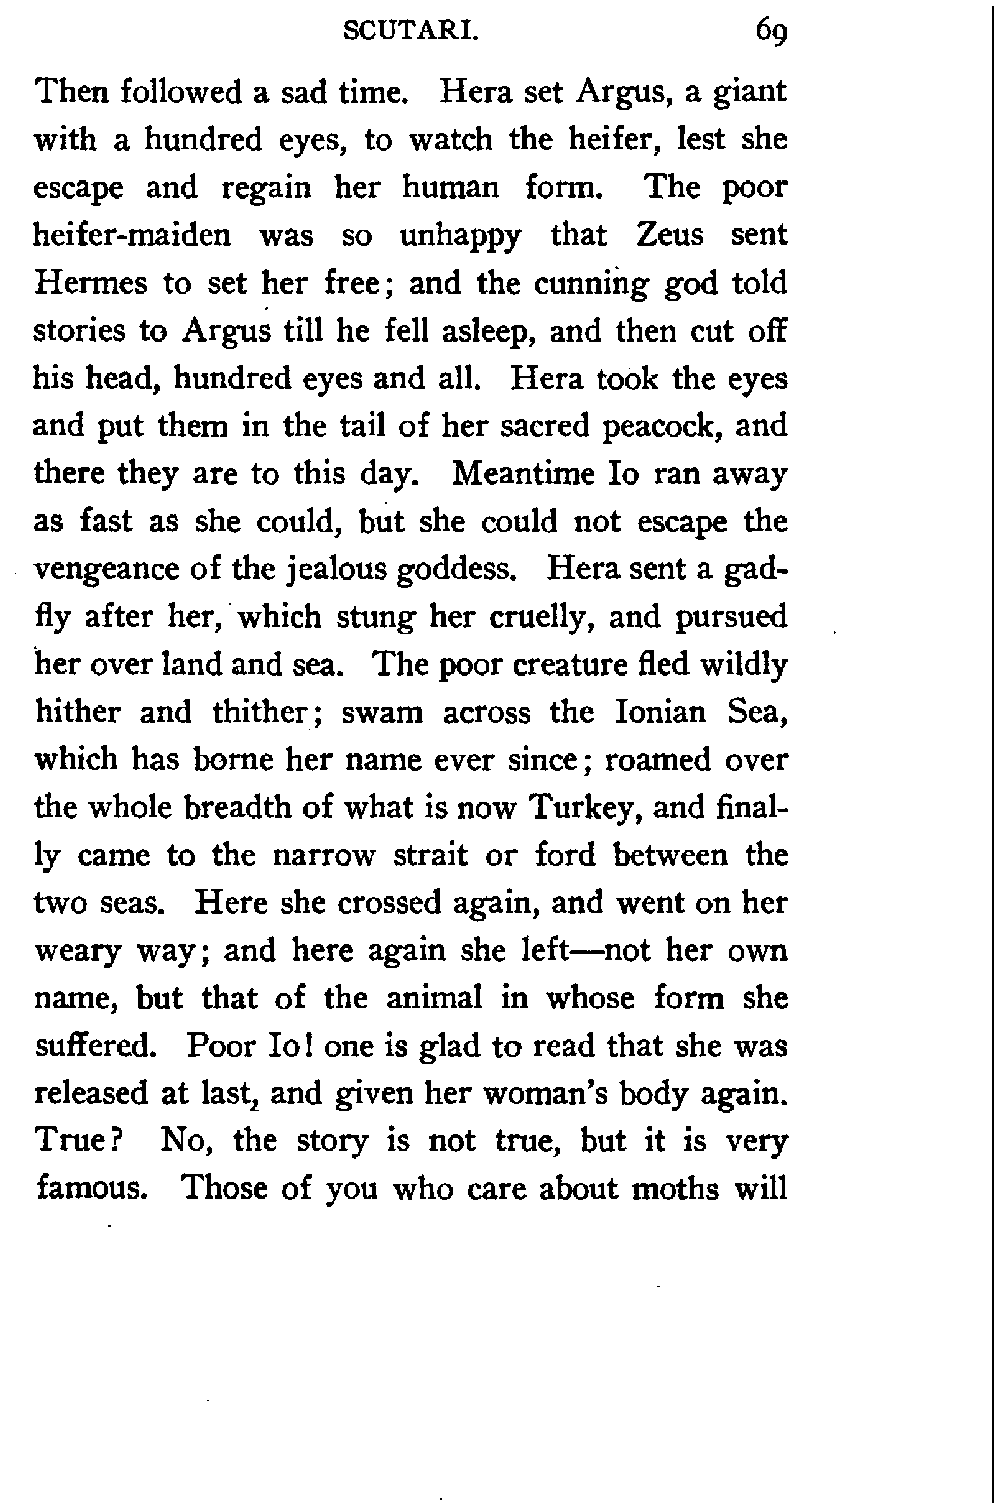 SCUTARI. 69
Then followed a sad time. Hera set Argus, a giant
with a hundred eyes, to watch the heifer, lest she
escape and regain her human form. The poor
heifer-maiden was so unhappy that Zeus sent
Hermes to set her free; and the cunning god told
stories to Argus till he fell asleep, and then cut off
his head, hundred eyes and all. Hera took the eyes
and put them in the tail of her sacred peacock, and
there they are to this day. Meantime Io ran away
as fast as she could, but she could not escape the
vengeance of the jealous goddess. Hera sent a gad-
fly after her, which stung her cruelly, and pursued
her over land and sea. The poor creature fled wildly
hither and thither; swam across the Ionian Sea,
which has borne her name ever since; roamed over
the whole breadth of what is now Turkey, and final-
ly came to the narrow strait or ford between the
two seas. Here she crossed again, and went on her
weary way; and here again she left—not her own
name, but that of the animal in whose form she
suffered. Poor Io! one is glad to read that she was
released at last, and given her woman's body again.
True? No, the story is not true, but it is very
famous. Those of you who care about moths will